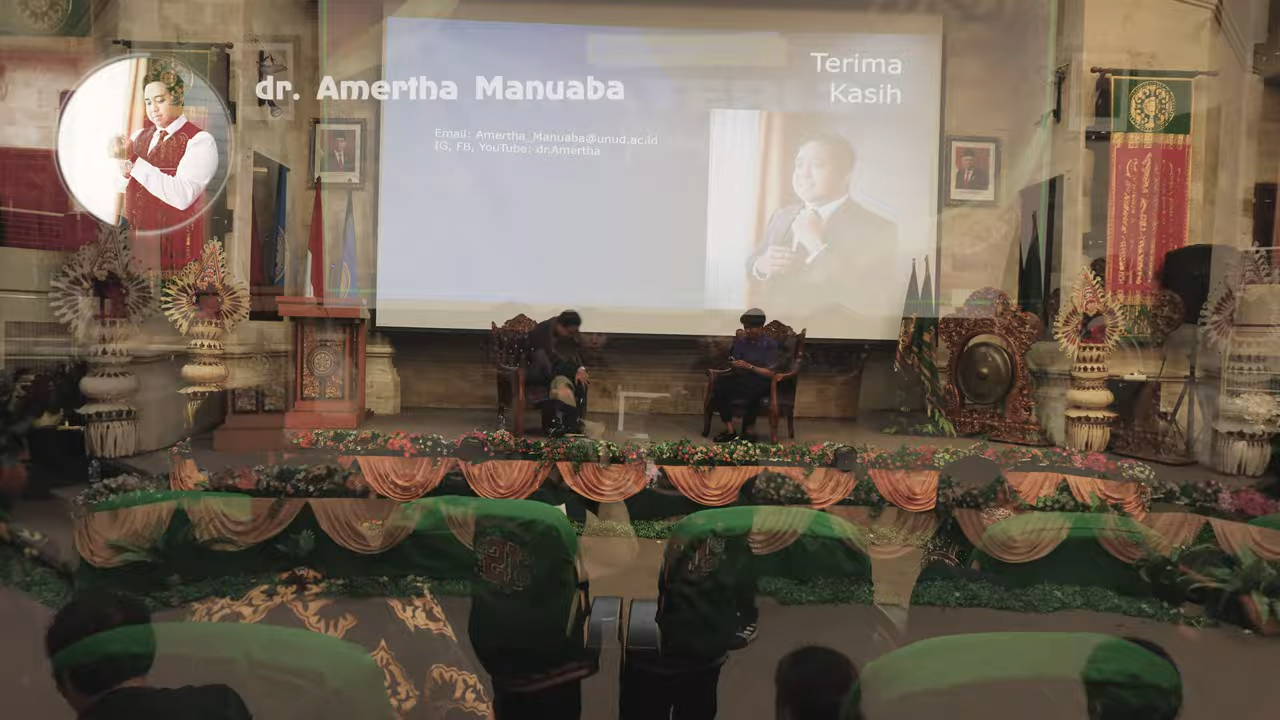 dr. Amertha Manuaba
Terima
Kasih
Email: Amertha_Manuaba@unud.ac.id
IG, FB, YouTube: dr.Amertha